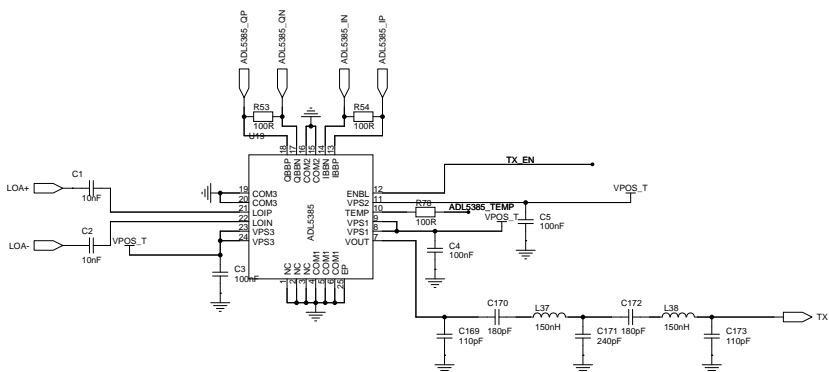 ADL5385_QP
ADL5385_QN
ADL5385_IN
ADL5385_IP
R53
100R
R54
100R
U19
18
17
16
15
14
13
QBBP
QBBN
COM2
COM2
IBBN
IBBP
ADL5385
19 COM3
20 COM3
21 LOIP
22 LOIN
23 VPS3
24 VPS3
ENBL 12
VPS2 11
TEMP 10
VPS1 9
VPS1 8
VOUT 7
NC
NC
NC
COM1
COM1
COM1
EP
1
2
3
4
5
6
25
LOA+
C1
10nF
LOA-
C2
10nF
VPOS_T
C3
100nF
TX_EN
VPOS_T
R78
100R
ADL5385_TEMP
VPOS_T
C5
100nF
C4
100nF
C169
110pF
C170
180pF
L37
150nH
C171
240pF
C172
180pF
L38
150nH
C173
110pF
TX